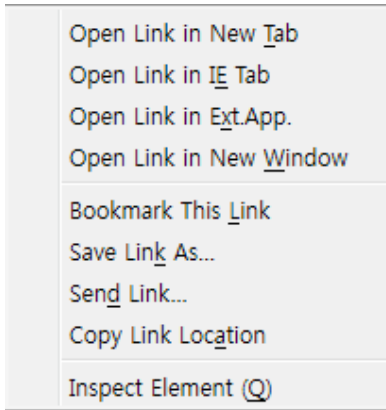 Open Link in New Tab
Open Link in IE Tab
Open Link in Ext.App.
Open Link in New Window
Bookmark This Link
Save Link As...
Send Link...
Copy Link Location
Inspect Element (Q)